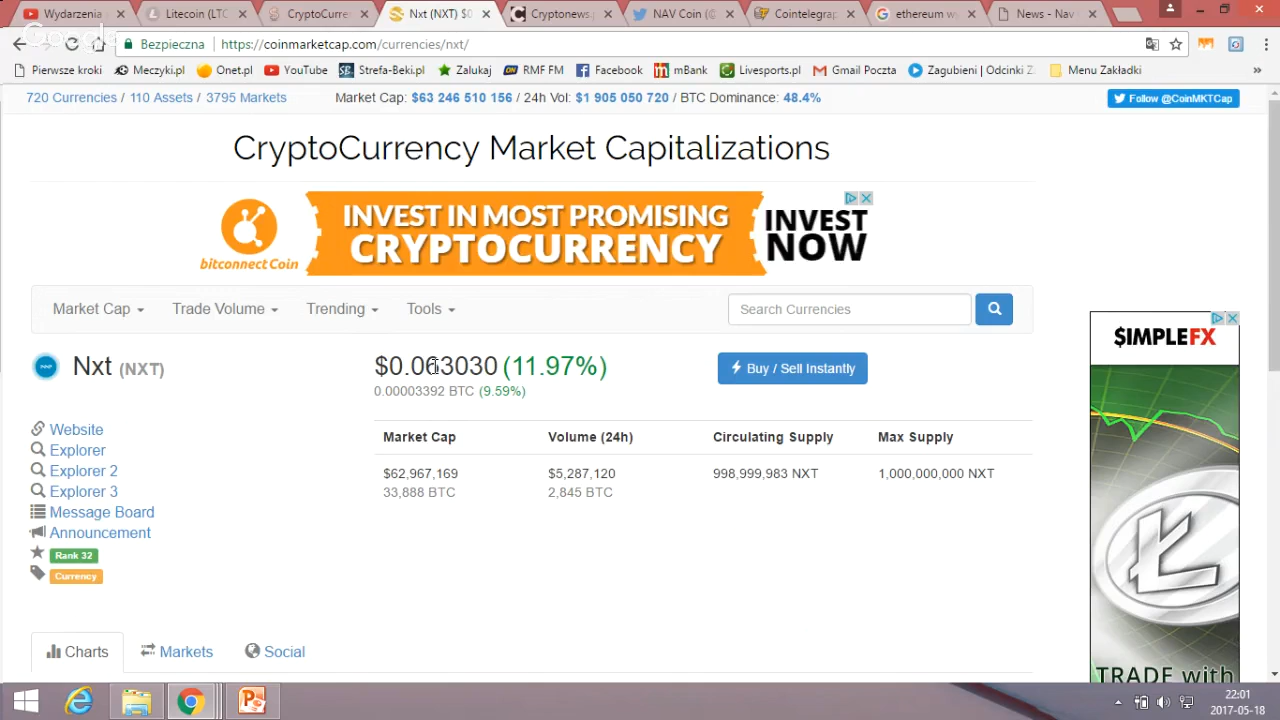 Wydarzenia
Litecoin (LTC
CryptoCurren
Nxt (NXT) $0
Cryptonews.
NAV Coin (@
Cointelegrap
ethereum w
News - Nav
Google
Bezpieczna
https://coinmarketcap.com/currencies/nxt/
Pierwsze kroki Meczyki.pl Onet.pl YouTube Strefa-Beki.pl Zalukaj RMF FM Facebook mBank Livesports.pl Gmail Poczta Zagubieni | Odcinki Z Menu Zakładki »
720 Currencies / 110 Assets / 3795 Markets
Market Cap: $63 246 510 156 / 24h Vol: $1 905 050 720 / BTC Dominance: 48.4%
Follow @CoinMKTCap
CryptoCurrency Market Capitalizations
bitconnect Coin
INVEST IN MOST PROMISING
CRYPTOCURRENCY
INVEST
NOW
Market Cap Trade Volume Trending Tools
Search Currencies
Nxt (NXT)
$0.063030 (11.97%)
0.00003392 BTC (9.59%)
Buy / Sell Instantly
Website
Explorer
Explorer 2
Explorer 3
Message Board
Announcement
Rank 32
Currency
Market Cap Volume (24h) Circulating Supply Max Supply
$62,967,169 $5,287,120 998,999,983 NXT 1,000,000,000 NXT
33,888 BTC 2,845 BTC
Charts Markets Social
$IMPLEFX
TRADE with
22:01
2017-05-18